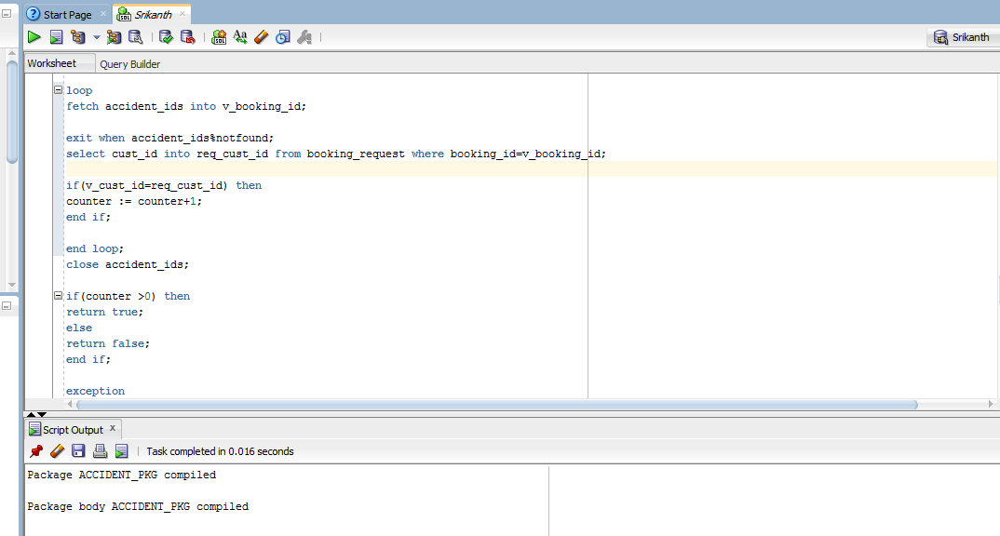 Start Page
Srikanth
Srikanth
Worksheet
Query Builder
loop
fetch accident_ids into v_booking_id;
exit when accident_ids%notfound;
select cust_id into req_cust_id from booking_request where booking_id=v_booking_id;
if(v_cust_id=req_cust_id) then
counter := counter+1;
end if;
end loop;
close accident_ids;
if(counter >0) then
return true;
else
return false;
end if;
exception
Script Output
Task completed in 0.016 seconds
Package ACCIDENT_PKG compiled
Package body ACCIDENT_PKG compiled